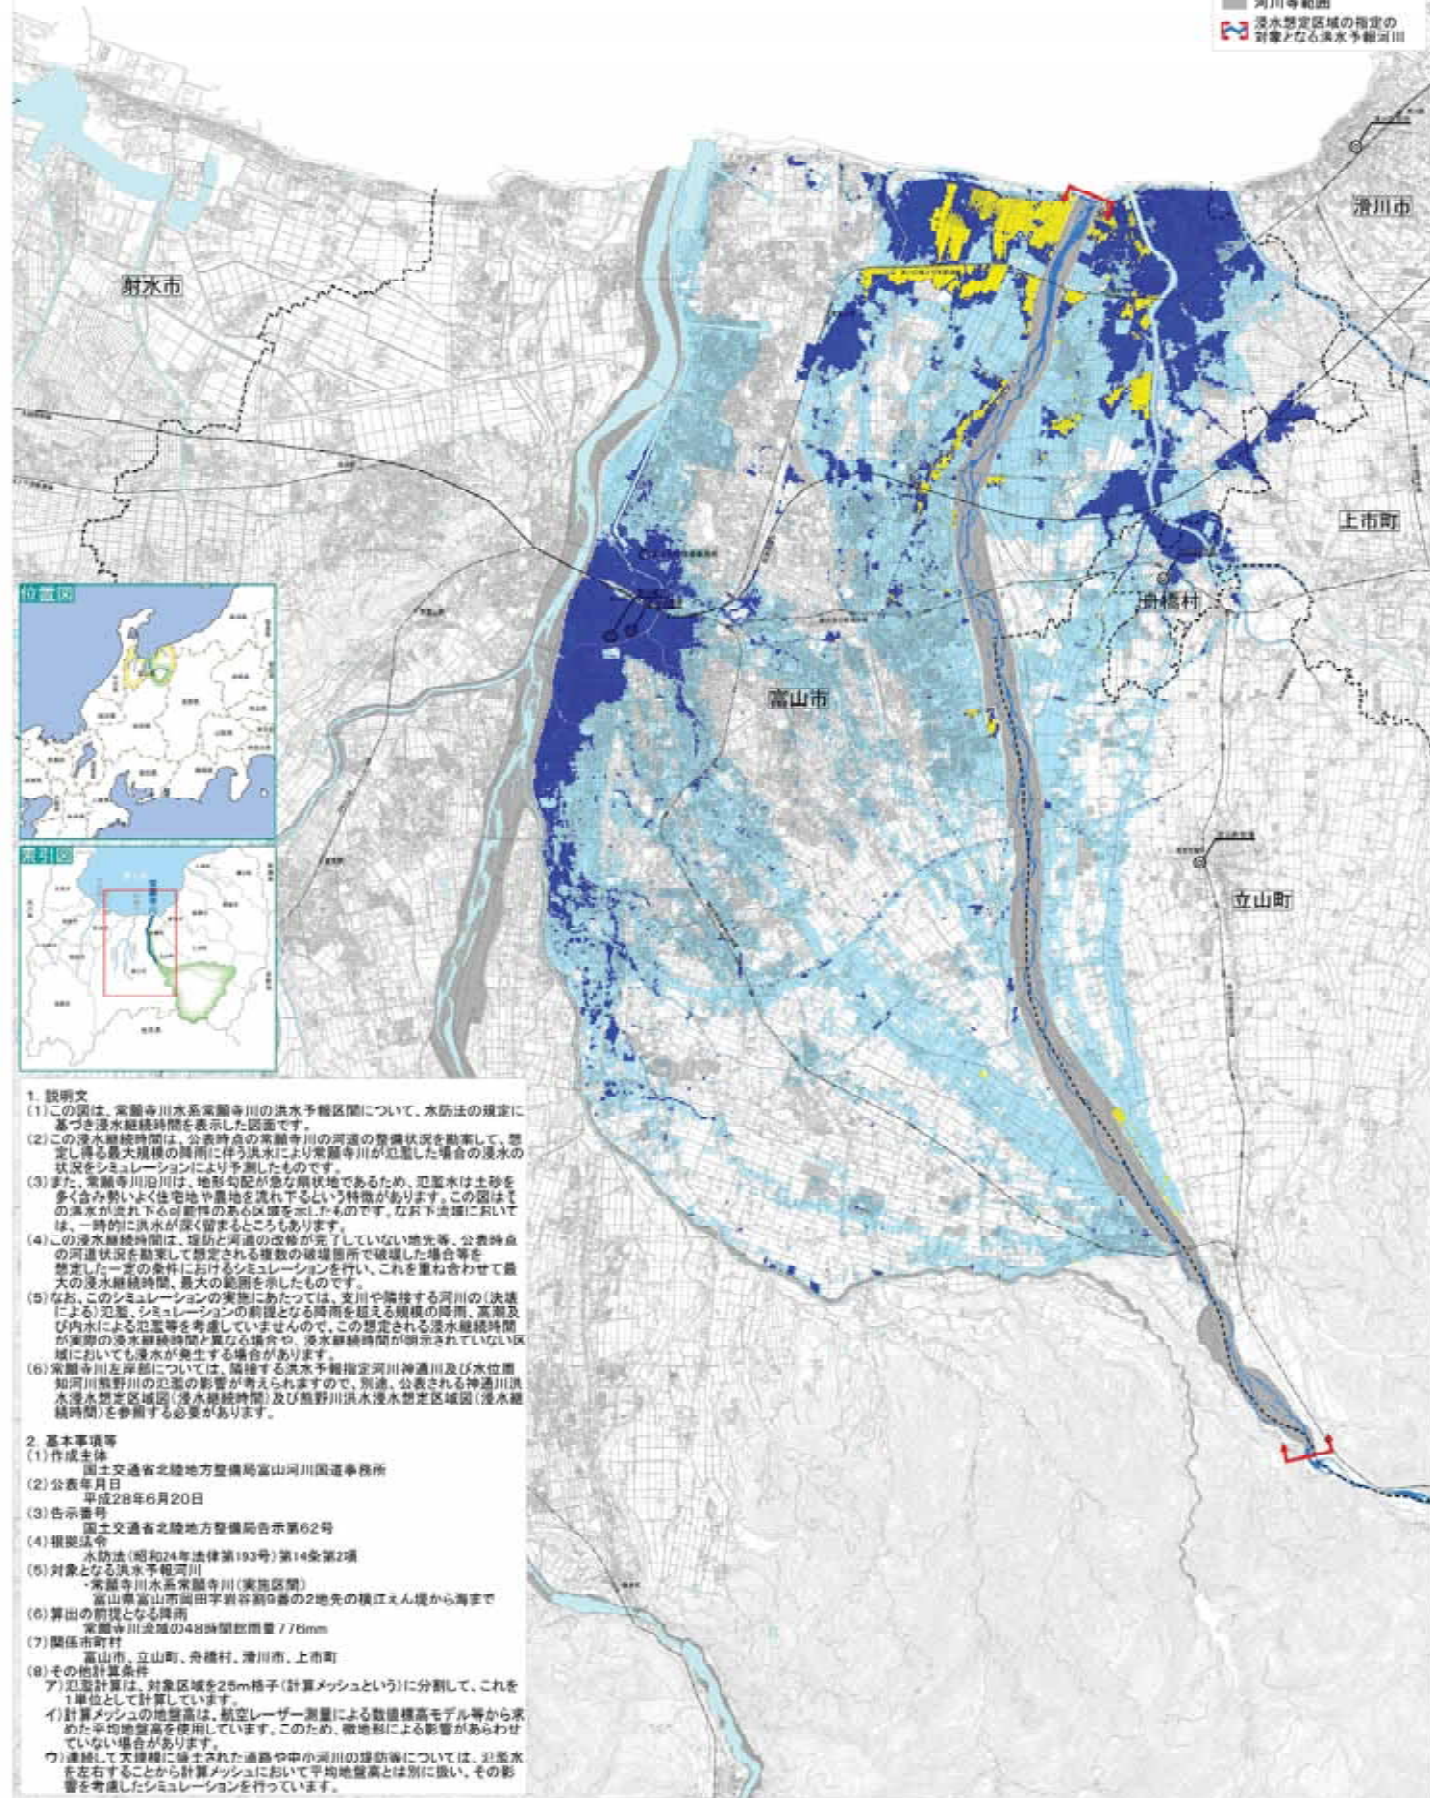 河川等範囲
浸水想定区域の指定の
対象となる洪水予報河川
滑川市
射水市
上市町
舟橋村
富山市
立山町
位置図
索引図
1. 説明文
(1)この図は、常願寺川水系常願寺川の洪水予報区間について、水防法の規定に
基づき浸水継続時間を表示した図面です。
(2)この浸水継続時間は、公表時点の常願寺川の河道の整備状況を勘案して、想
定し得る最大規模の降雨に伴う洪水により常願寺川が氾濫した場合の浸水の
状況をシミュレーションにより予測したものです。
(3)また、常願寺川沿川は、地形勾配が急な扇状地であるため、氾濫水は土砂を
多く含み勢いよく住宅地や農地を流れ下るという特徴があります。この図はそ
の洪水が流れ下る可能性のある区域を示したものです。なお下流域において
は、一時的に洪水が深く留まるところもあります。
(4)この浸水継続時間は、堤防と河道の改修が完了していない地先等、公表時点
の河道状況を勘案して想定される複数の破堤箇所で破堤した場合等を
想定した一定の条件におけるシミュレーションを行い、これを重ね合わせて最
大の浸水継続時間、最大の範囲を示したものです。
(5)なお、このシミュレーションの実施にあたっては、支川や隣接する河川の(決壊
による)氾濫、シミュレーションの前提となる降雨を超える規模の降雨、高潮及
び内水による氾濫等を考慮していませんので、この想定される浸水継続時間
が実際の浸水継続時間と異なる場合や、浸水継続時間が明示されていない区
域においても浸水が発生する場合があります。
(6)常願寺川左岸部については、隣接する洪水予報指定河川神通川及び水位周
知河川熊野川の氾濫の影響が考えられますので、別途、公表される神通川洪
水浸水想定区域図(浸水継続時間)及び熊野川洪水浸水想定区域図(浸水継
続時間)を参照する必要があります。
2. 基本事項等
(1)作成主体
国土交通省北陸地方整備局富山河川国道事務所
(2)公表年月日
平成28年6月20日
(3)告示番号
国土交通省北陸地方整備局告示第62号
(4)根拠法令
水防法(昭和24年法律第193号)第14条第2項
(5)対象となる洪水予報河川
・常願寺川水系常願寺川(実施区間)
富山県富山市岡田字岩谷割9番の2地先の横江えん堤から海まで
(6)算出の前提となる降雨
常願寺川流域の48時間総雨量776mm
(7)関係市町村
富山市、立山町、舟橋村、滑川市、上市町
(8)その他計算条件
ア)氾濫計算は、対象区域を25m格子(計算メッシュという)に分割して、これを
1単位として計算しています。
イ)計算メッシュの地盤高は、航空レーザー測量による数値標高モデル等から求
めた平均地盤高を使用しています。このため、微地形による影響があらわせ
ていない場合があります。
ウ)連続して大規模に盛土された道路や中小河川の堤防等については、氾濫水
を左右することから計算メッシュにおいて平均地盤高とは別に扱い、その影
響を考慮したシミュレーションを行っています。